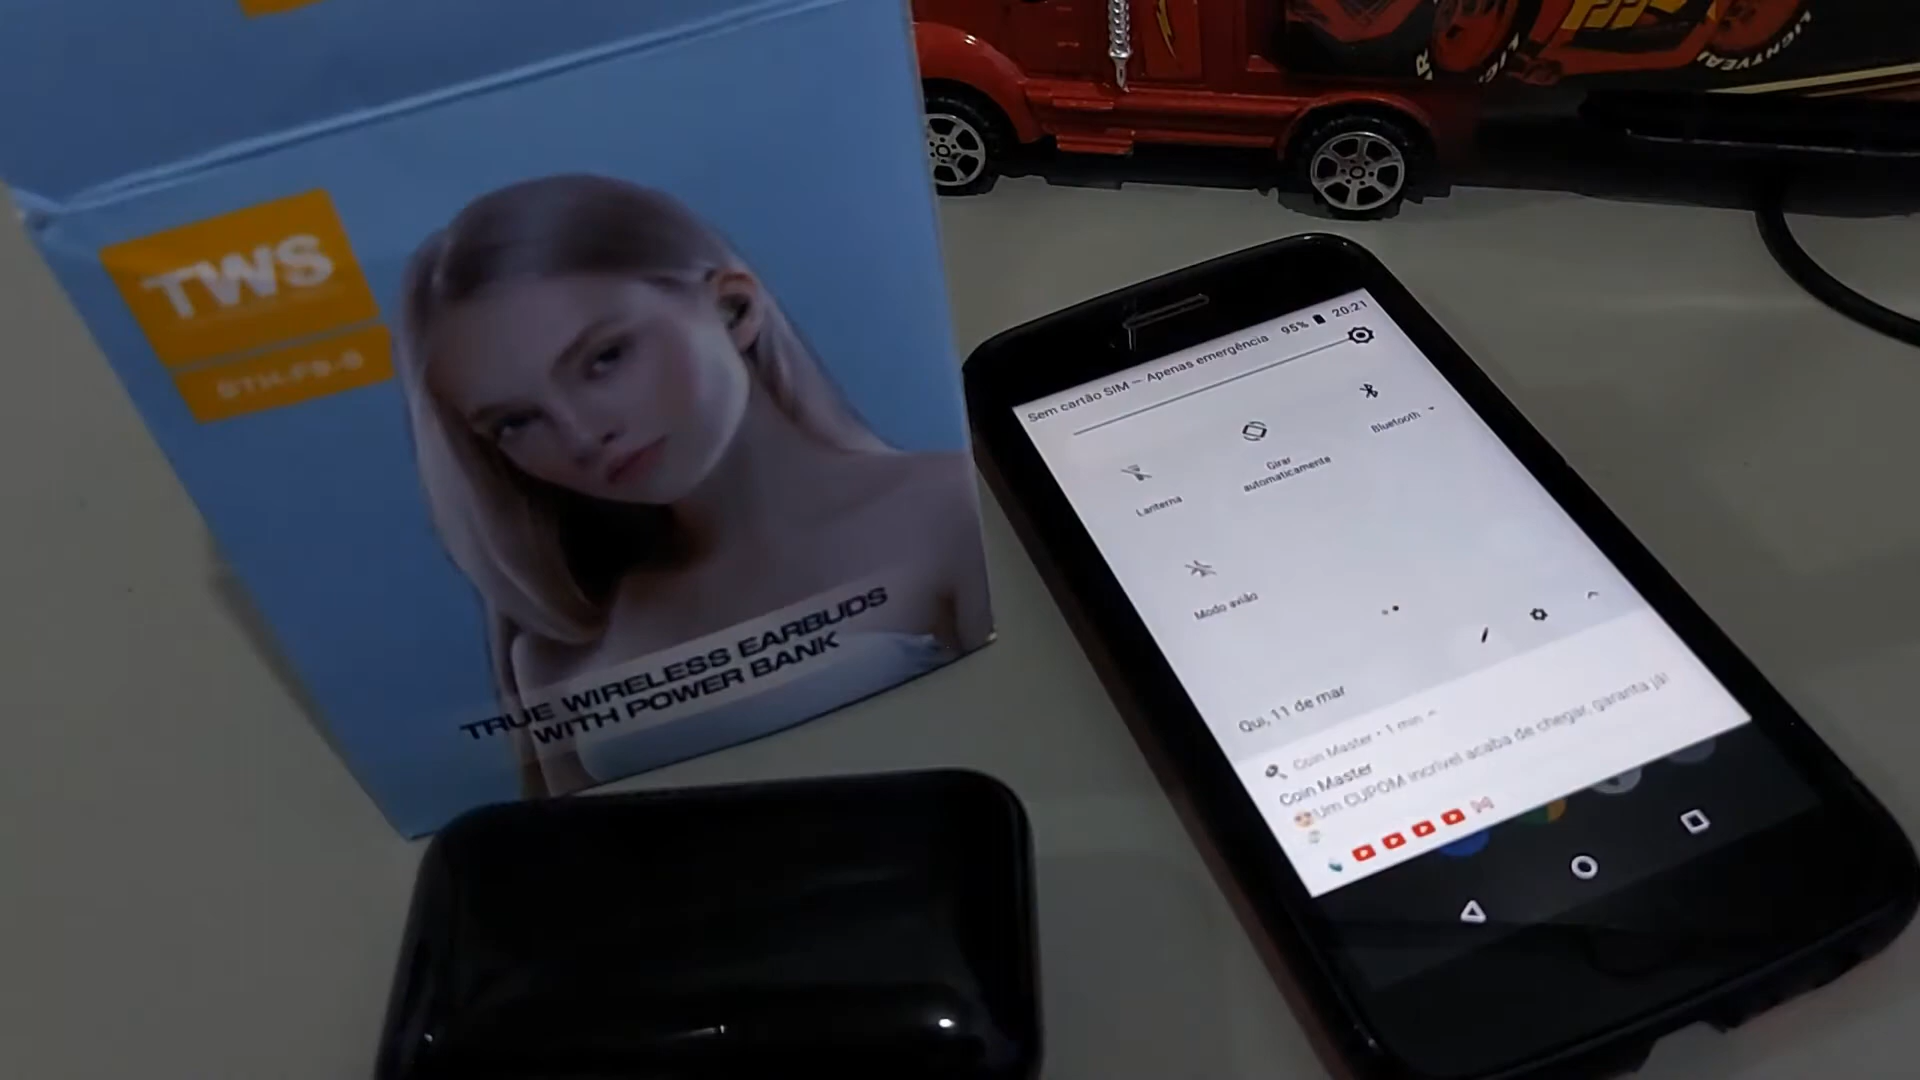 TWS
TRUE WIRELESS EARBUDS
WITH POWER BANK
95% 20:21
Sem cartão SIM — Apenas emergência
Bluetooth
Girar
automaticamente
Lanterna
Modo avião
Qui, 11 de mar
Coin Master • 1 min
Coin Master
Um CUPOM incrível acaba de chegar, garanta já!